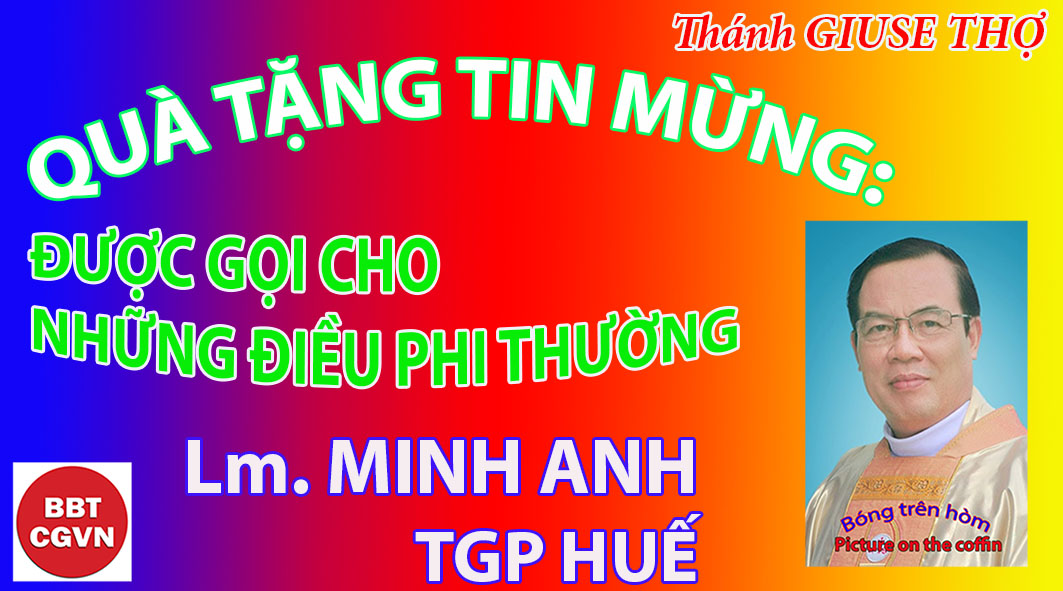 Thánh GIUSE THỢ
QUÀ TẶNG TIN MỪNG:
ĐƯỢC GỌI CHO
NHỮNG ĐIỀU PHI THƯỜNG
Lm. MINH ANH
TGP HUẾ
BBT
CGVN
Bóng trên hòm
Picture on the coffin